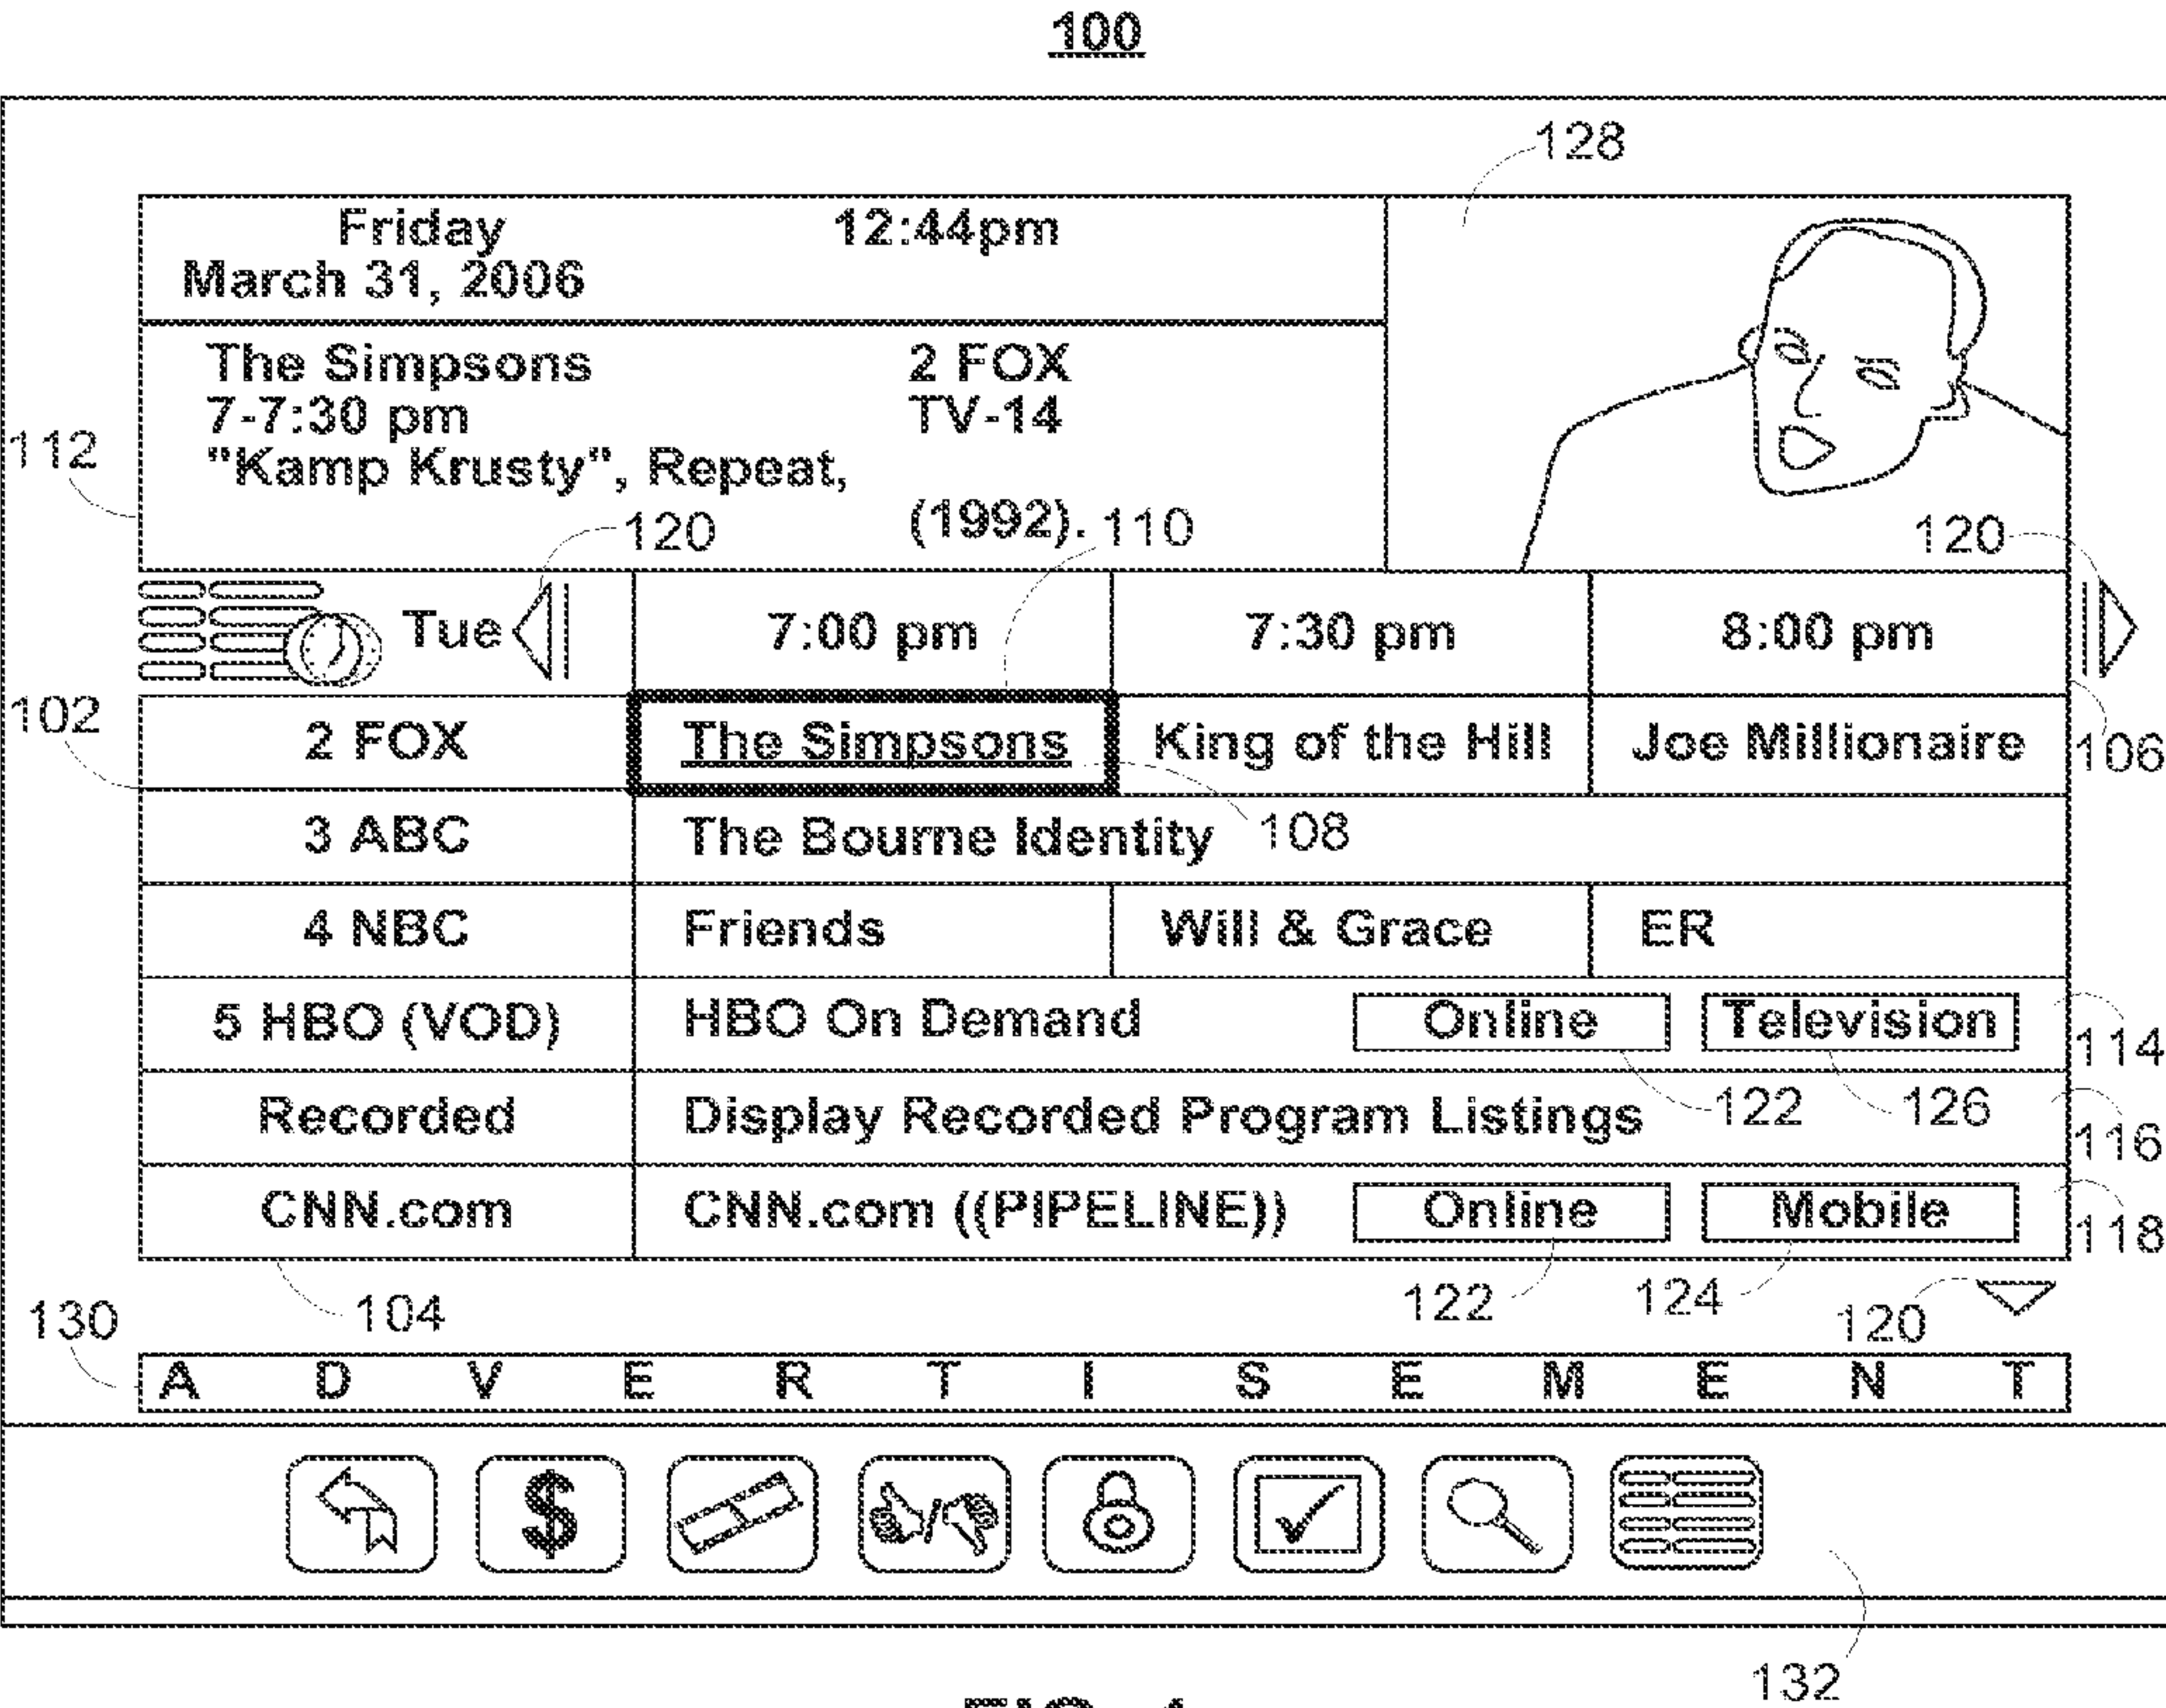 100
128
Friday 12:44pm
March 31, 2006
The Simpsons 2 FOX
7-7:30 pm TV-14
112
"Kamp Krusty", Repeat,
(1992).
120 110 120
Tue 7:00 pm 7:30 pm 8:00 pm
102
2 FOX The Simpsons King of the Hill Joe Millionaire
106
3 ABC The Bourne Identity 108
4 NBC Friends Will & Grace ER
5 HBO (VOD) HBO On Demand Online Television
114
Recorded Display Recorded Program Listings 122 126
116
CNN.com CNN.com ((PIPELINE)) Online Mobile
118
130 104 122 124 120
A D V E R T I S E M E N T
$
132